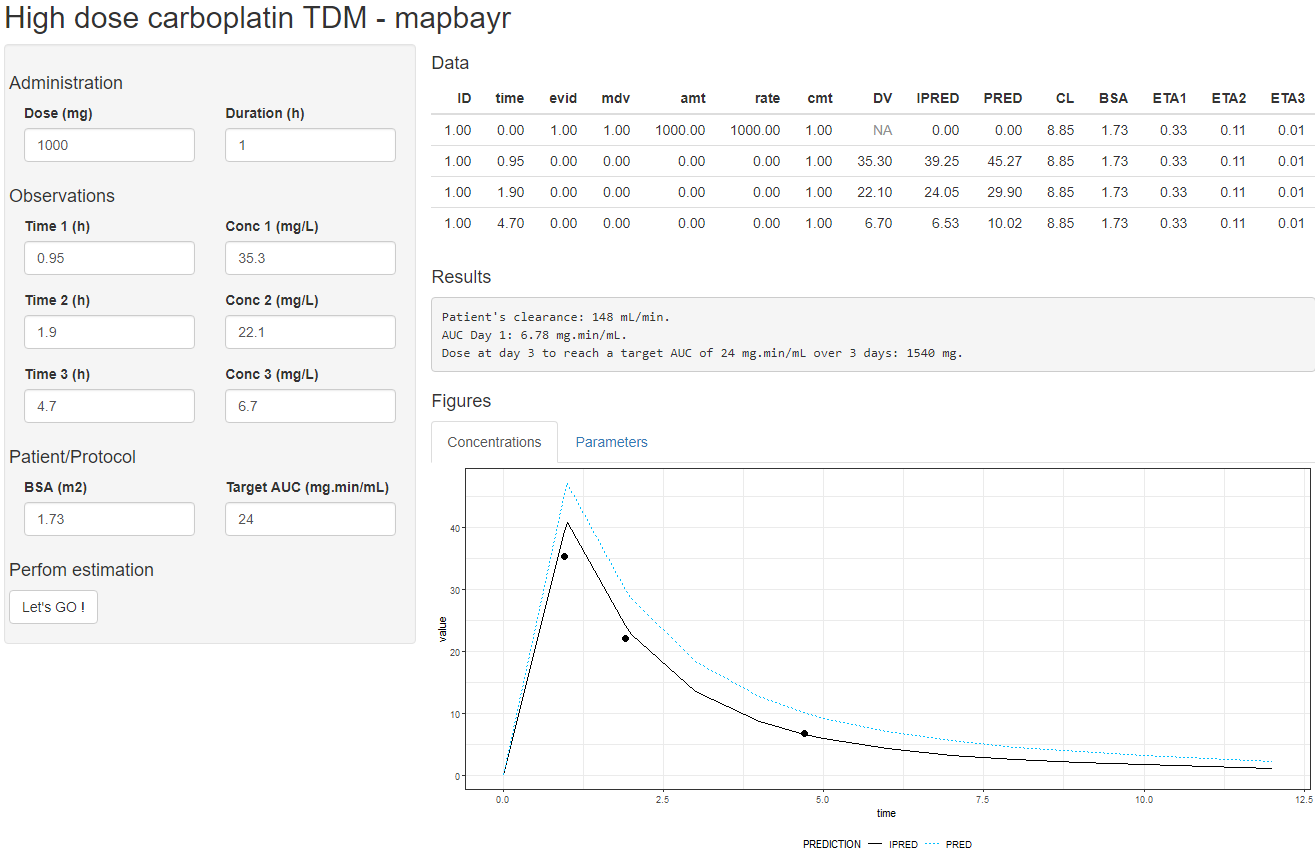 High dose carboplatin TDM - mapbayr
Administration
Dose (mg) Duration (h)
1000 1
Observations
Time 1 (h) Conc 1 (mg/L)
0.95 35.3
Time 2 (h) Conc 2 (mg/L)
1.9 22.1
Time 3 (h) Conc 3 (mg/L)
4.7 6.7
Patient/Protocol
BSA (m2) Target AUC (mg.min/mL)
1.73 24
Perfom estimation
Let's GO !
Data
ID time evid mdv amt rate cmt DV IPRED PRED CL BSA ETA1 ETA2 ETA3
1.00 0.00 1.00 1.00 1000.00 1000.00 1.00 NA 0.00 0.00 8.85 1.73 0.33 0.11 0.01
1.00 0.95 0.00 0.00 0.00 0.00 1.00 35.30 39.25 45.27 8.85 1.73 0.33 0.11 0.01
1.00 1.90 0.00 0.00 0.00 0.00 1.00 22.10 24.05 29.90 8.85 1.73 0.33 0.11 0.01
1.00 4.70 0.00 0.00 0.00 0.00 1.00 6.70 6.53 10.02 8.85 1.73 0.33 0.11 0.01
Results
Patient's clearance: 148 mL/min.
AUC Day 1: 6.78 mg.min/mL.
Dose at day 3 to reach a target AUC of 24 mg.min/mL over 3 days: 1540 mg.
Figures
Concentrations Parameters
value
40
30
20
10
0
0.0 2.5 5.0 7.5 10.0 12.5
time
PREDICTION IPRED PRED